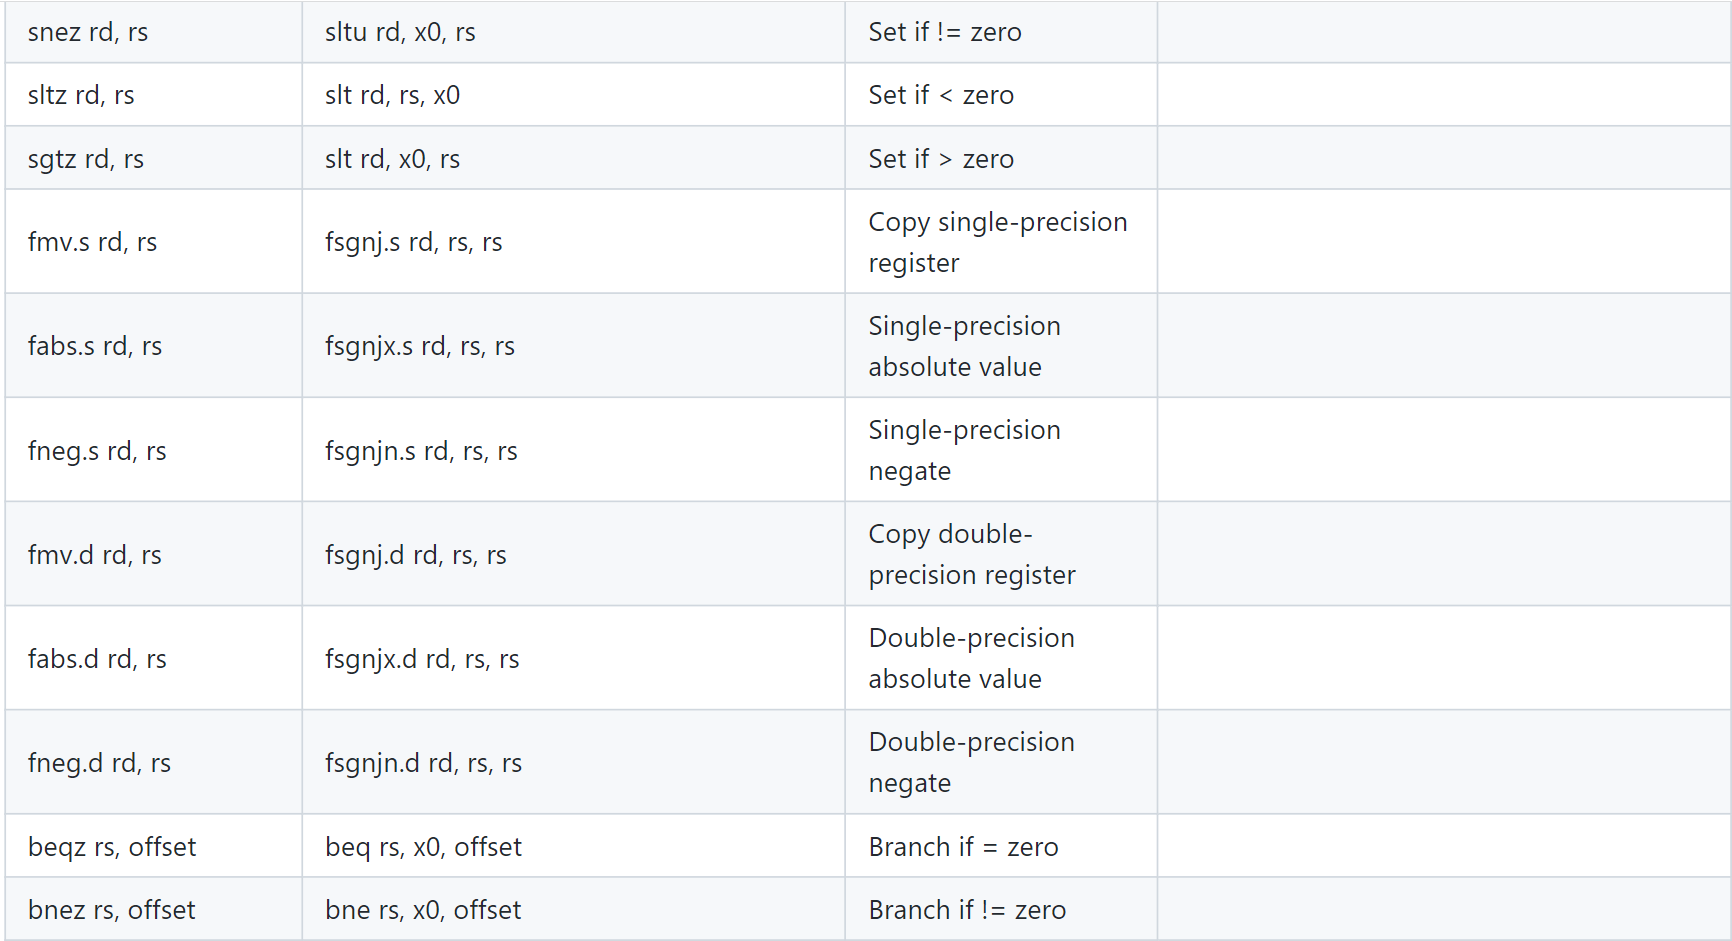 snez rd, rs sltu rd, x0, rs Set if != zero
sltz rd, rs slt rd, rs, x0 Set if < zero
sgtz rd, rs slt rd, x0, rs Set if > zero
fmv.s rd, rs fsgnj.s rd, rs, rs Copy single-precision
register
fabs.s rd, rs fsgnjx.s rd, rs, rs Single-precision
absolute value
fneg.s rd, rs fsgnjn.s rd, rs, rs Single-precision
negate
fmv.d rd, rs fsgnj.d rd, rs, rs Copy double-
precision register
fabs.d rd, rs fsgnjx.d rd, rs, rs Double-precision
absolute value
fneg.d rd, rs fsgnjn.d rd, rs, rs Double-precision
negate
beqz rs, offset beq rs, x0, offset Branch if = zero
bnez rs, offset bne rs, x0, offset Branch if != zero